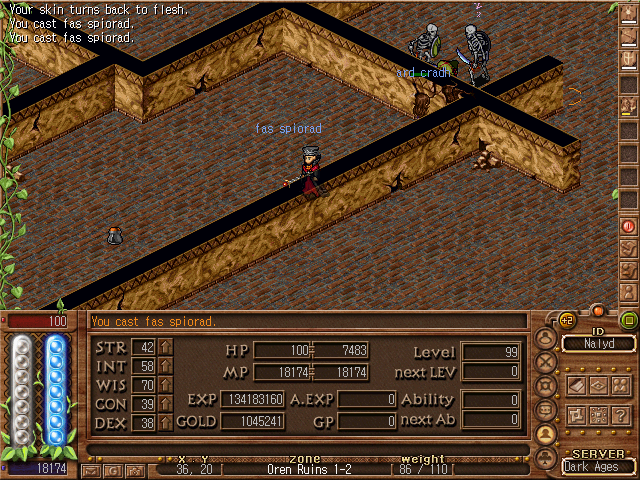 Your skin turns back to flesh.
You cast fas spiorad.
You cast fas spiorad.
ard cradh
fas spiorad
100
You cast fas spiorad.
+2
ID
Nalyd
STR 42
INT 58
WIS 70
CON 39
DEX 38
HP 100 7483
MP 18174 18174
EXP 134183160
A.EXP 0
GOLD 1045241
GP 0
Level 99
next LEV 0
Ability 0
next Ab 0
18174
G
x , y
36, 20
zone
Oren Ruins 1-2
weight
86 / 110
?
SERVER
Dark Ages